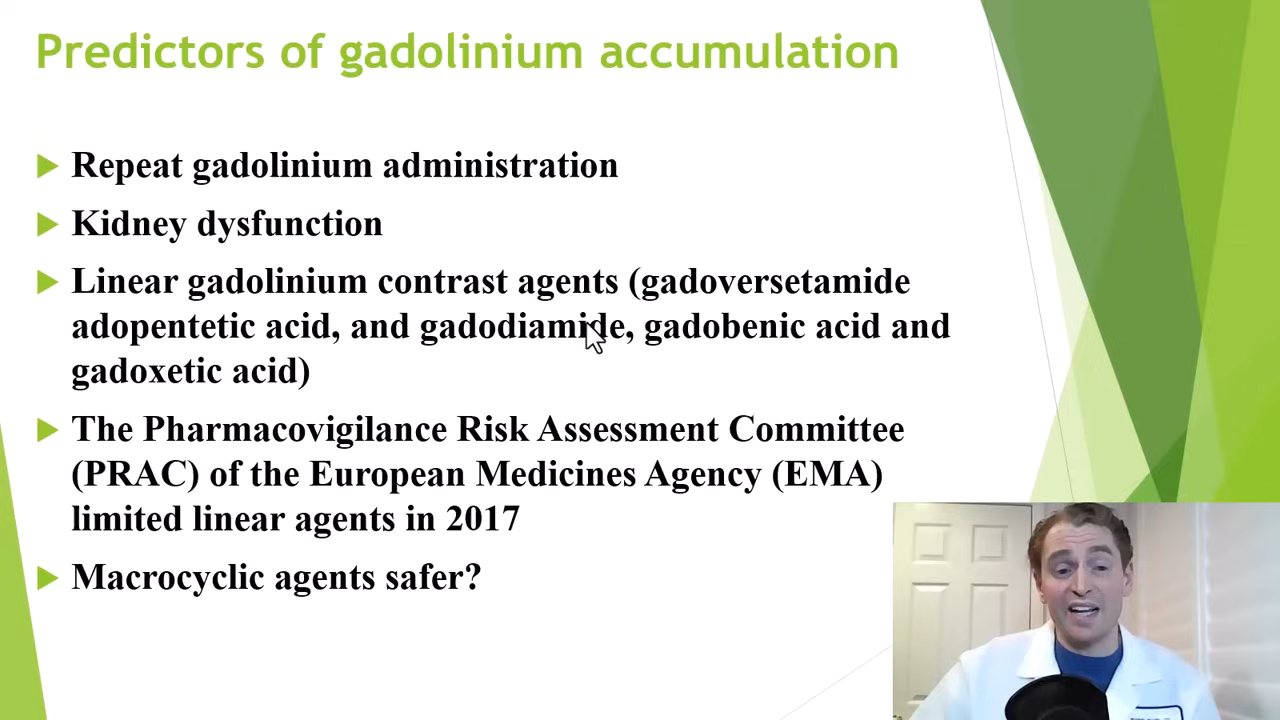 Predictors of gadolinium accumulation
Repeat gadolinium administration
Kidney dysfunction
Linear gadolinium contrast agents (gadoversetamide
adopentetic acid, and gadodiamide, gadobenic acid and
gadoxetic acid)
The Pharmacovigilance Risk Assessment Committee
(PRAC) of the European Medicines Agency (EMA)
limited linear agents in 2017
Macrocyclic agents safer?